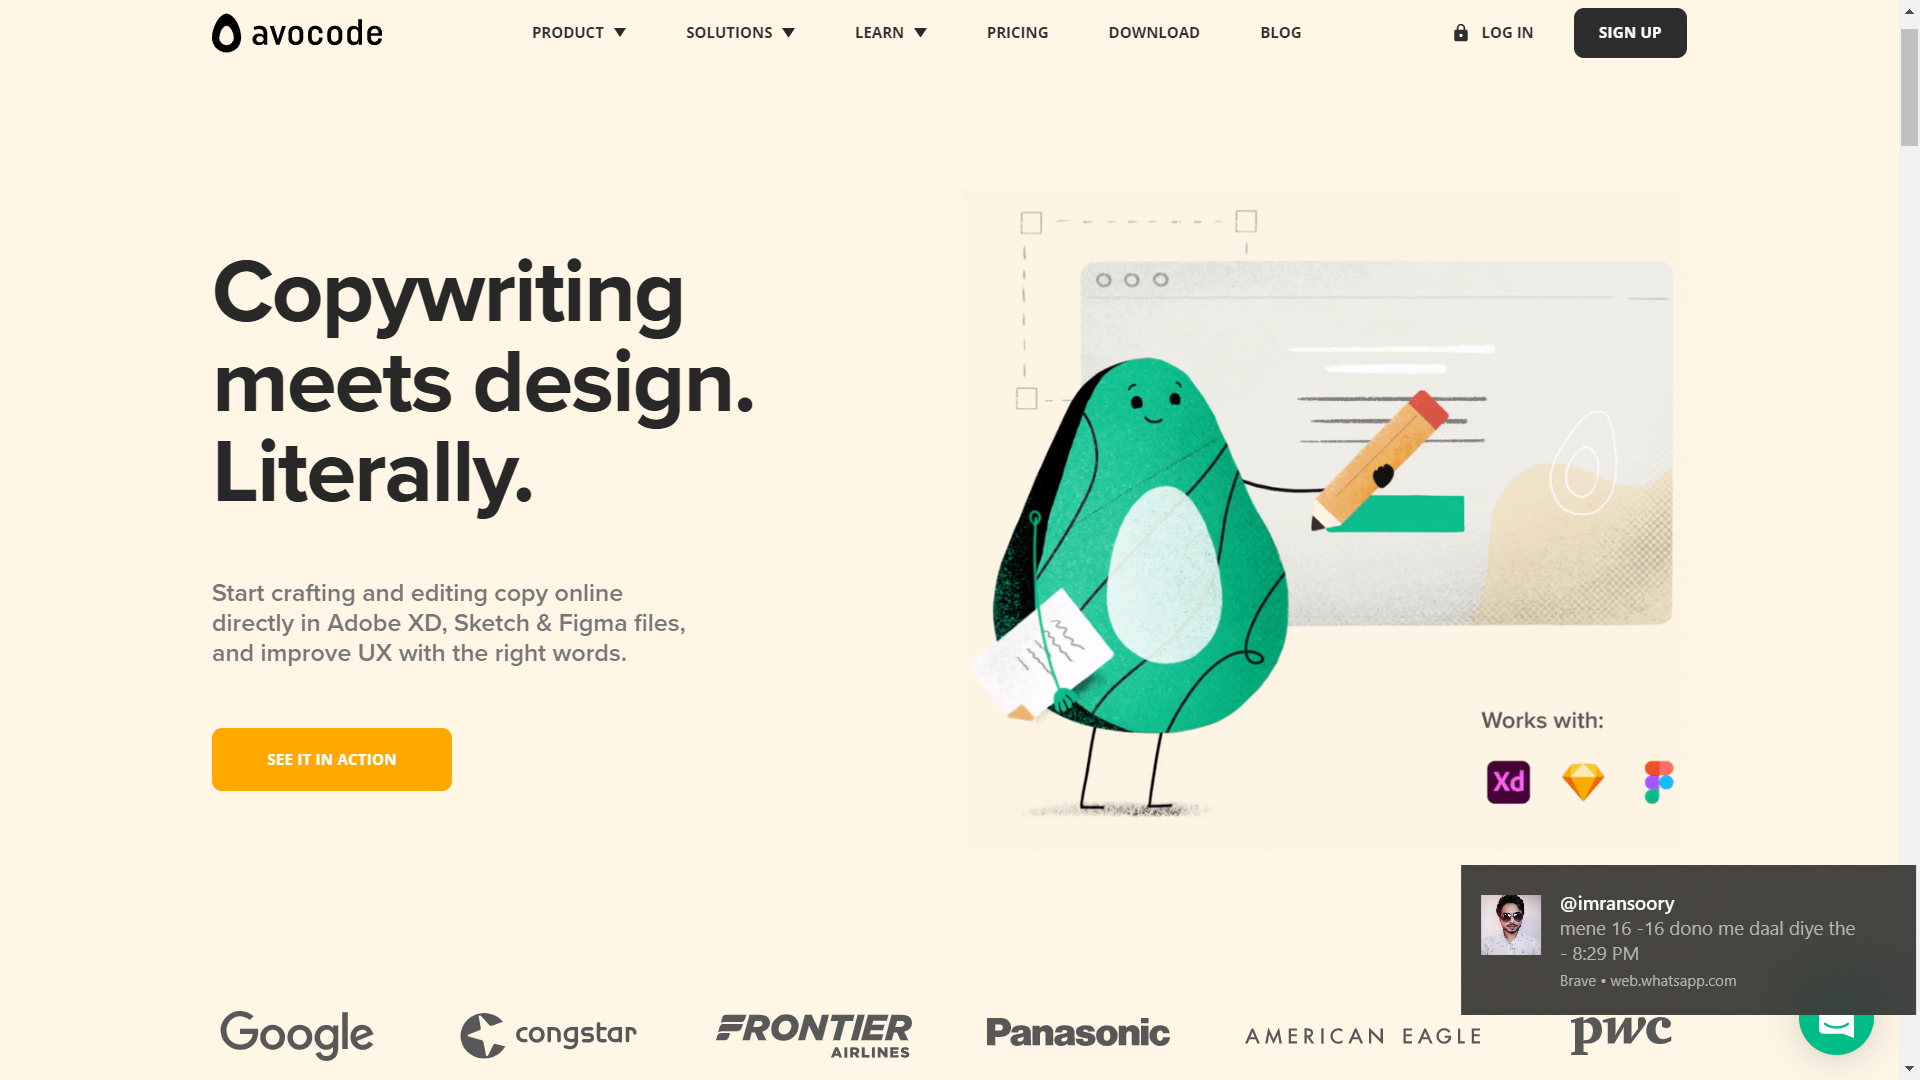 avocode
PRODUCT
SOLUTIONS
LEARN
PRICING
DOWNLOAD
BLOG
LOG IN
SIGN UP
Copywriting
meets design.
Literally.
Start crafting and editing copy online
directly in Adobe XD, Sketch & Figma files,
and improve UX with the right words.
SEE IT IN ACTION
Works with:
Xd
@imransoory
mene 16 -16 dono me daal diye the
- 8:29 PM
Brave • web.whatsapp.com
Google
congstar
FRONTIER
AIRLINES
Panasonic
AMERICAN EAGLE
pwc